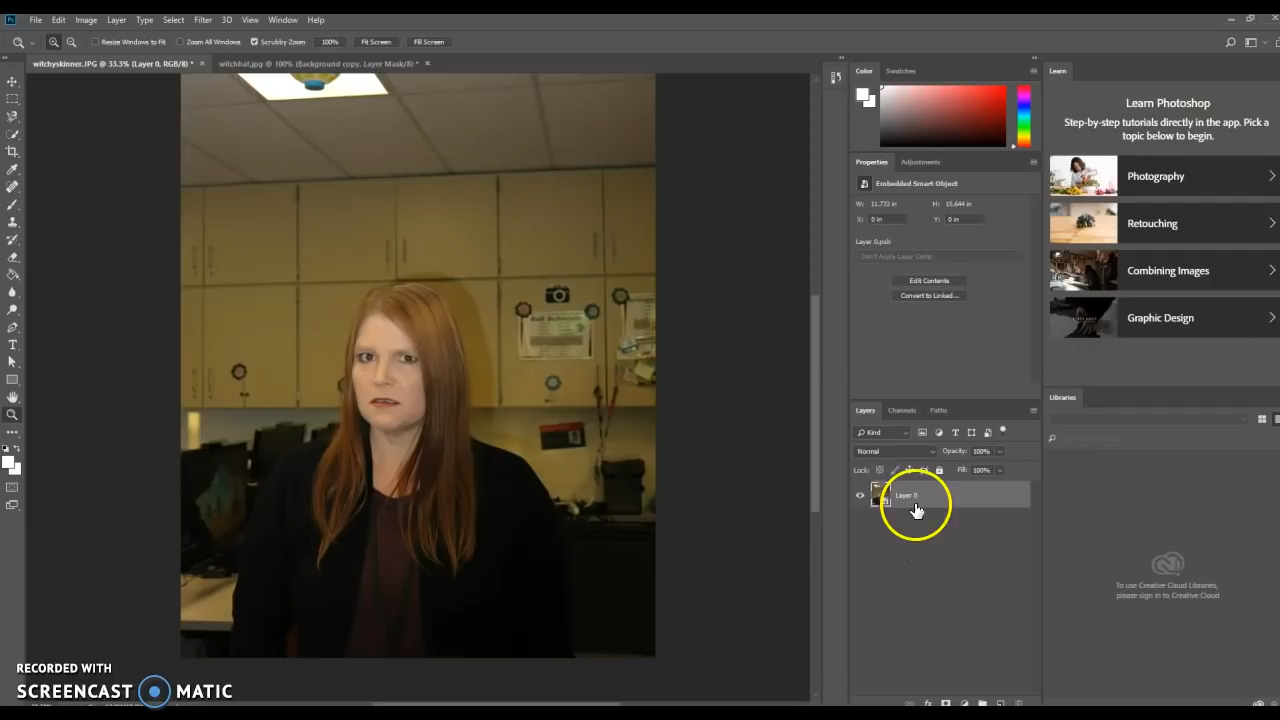 Ps File Edit Image Layer Type Select Filter 3D View Window Help
Resize Windows to Fit Zoom All Windows Scrubby Zoom 100% Fit Screen Fill Screen
witchyskinner.JPG @ 33.3% (Layer 0, RGB/8) * × witchhat.jpg @ 100% (Background copy, Layer Mask/8) * ×
Color Swatches
Learn
Learn Photoshop
Step-by-step tutorials directly in the app. Pick a
topic below to begin.
Properties Adjustments
Photography
Embedded Smart Object
W: 11.733 in H: 15.644 in
X: 0 in Y: 0 in
Retouching
Layer 0.psb
Don't Apply Layer Comp
Combining Images
Edit Contents
Convert to Linked...
Graphic Design
Libraries
Layers Channels Paths
Kind
Normal Opacity: 100%
Lock: Fill: 100%
Layer 0
To use Creative Cloud Libraries,
please sign in to Creative Cloud
RECORDED WITH
SCREENCAST MATIC